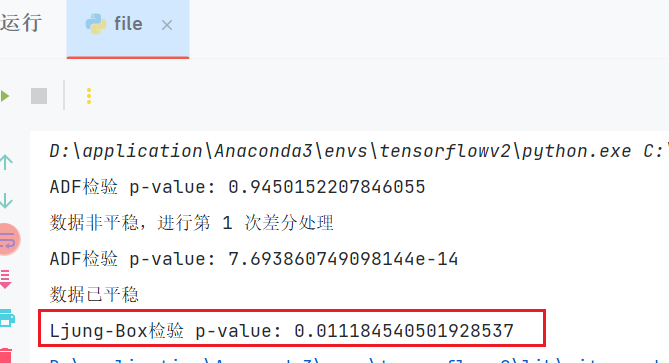 运行
file
D:\application\Anaconda3\envs\tensorflowv2\python.exe C:\
ADF检验 p-value: 0.9450152207846055
数据非平稳，进行第 1 次差分处理
ADF检验 p-value: 7.693860749098144e-14
数据已平稳
Ljung-Box检验 p-value: 0.011184540501928537